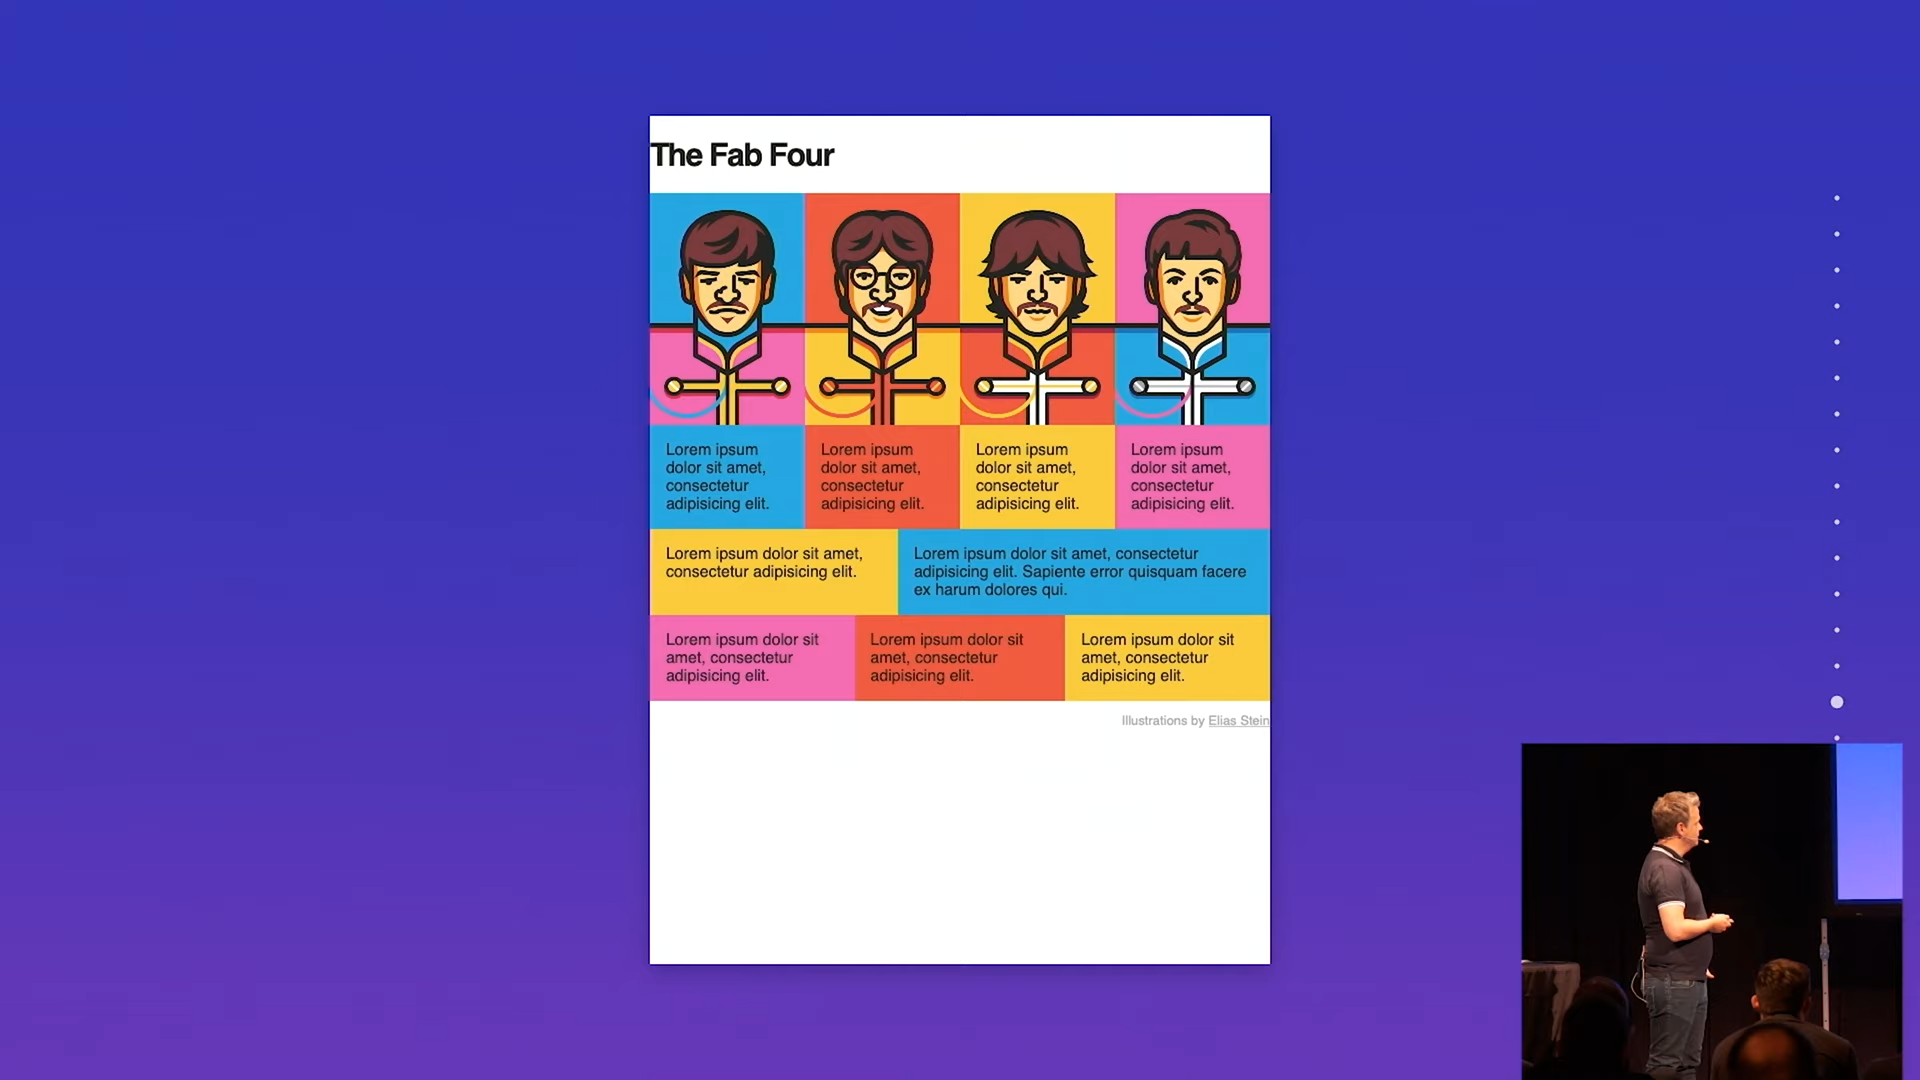 The Fab Four
Lorem ipsum
dolor sit amet,
consectetur
adipisicing elit.
Lorem ipsum
dolor sit amet,
consectetur
adipisicing elit.
Lorem ipsum
dolor sit amet,
consectetur
adipisicing elit.
Lorem ipsum
dolor sit amet,
consectetur
adipisicing elit.
Lorem ipsum dolor sit amet,
consectetur adipisicing elit.
Lorem ipsum dolor sit amet, consectetur
adipisicing elit. Sapiente error quisquam facere
ex harum dolores qui.
Lorem ipsum dolor sit
amet, consectetur
adipisicing elit.
Lorem ipsum dolor sit
amet, consectetur
adipisicing elit.
Lorem ipsum dolor sit
amet, consectetur
adipisicing elit.
Illustrations by Elias Stein